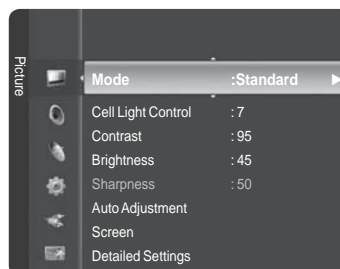 Picture
Mode :Standard
Cell Light Control :7
Contrast :95
Brightness :45
Sharpness :50
Auto Adjustment
Screen
Detailed Settings